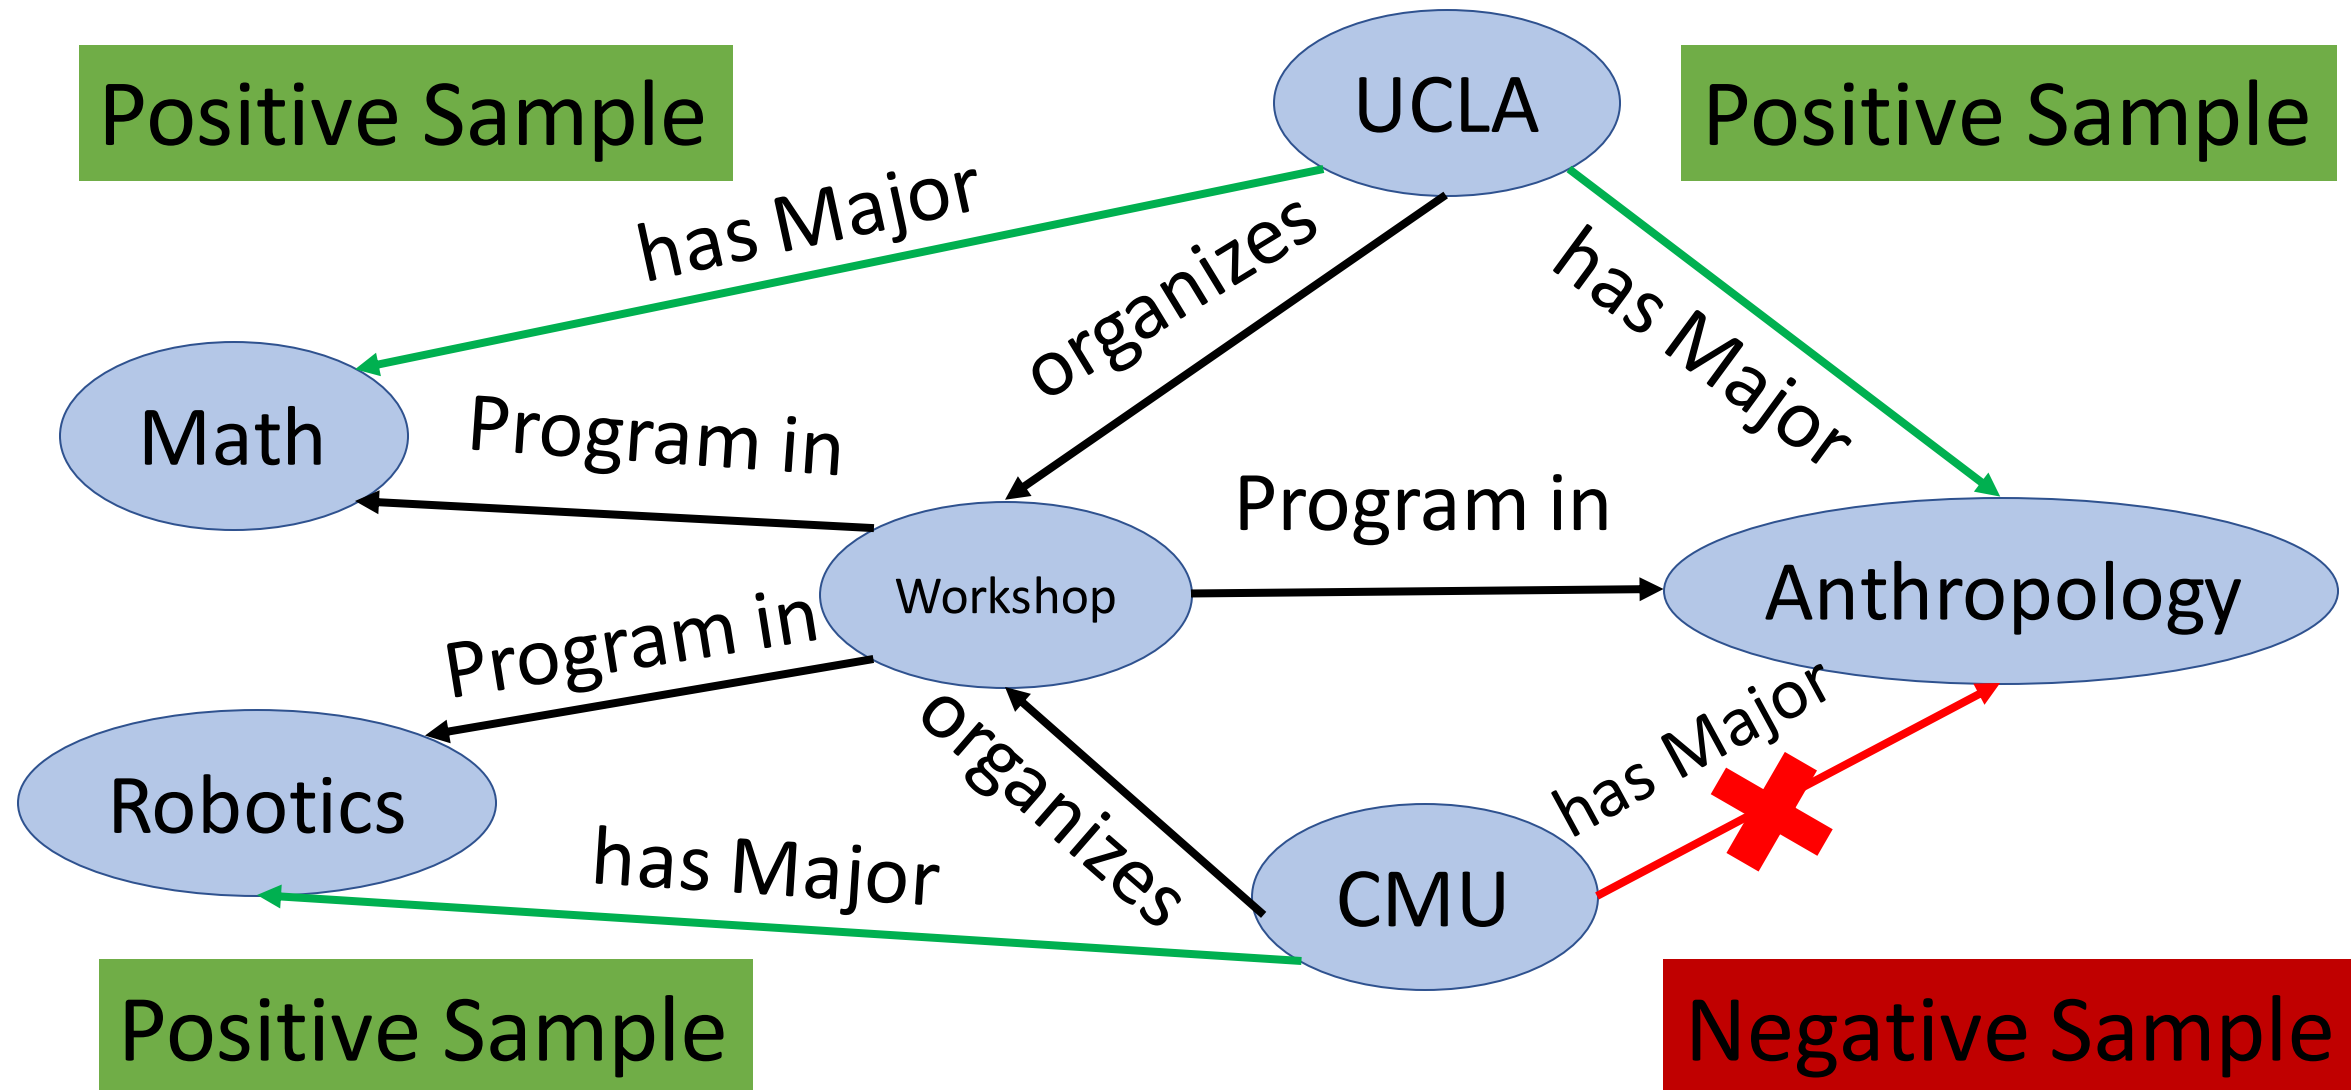 UCLA
Positive Sample
Positive Sample
has Major
organizes
has Major
Math
Program in
Program in
Workshop
Anthropology
Program in
has Major
organizes
Robotics
has Major
CMU
Positive Sample
Negative Sample